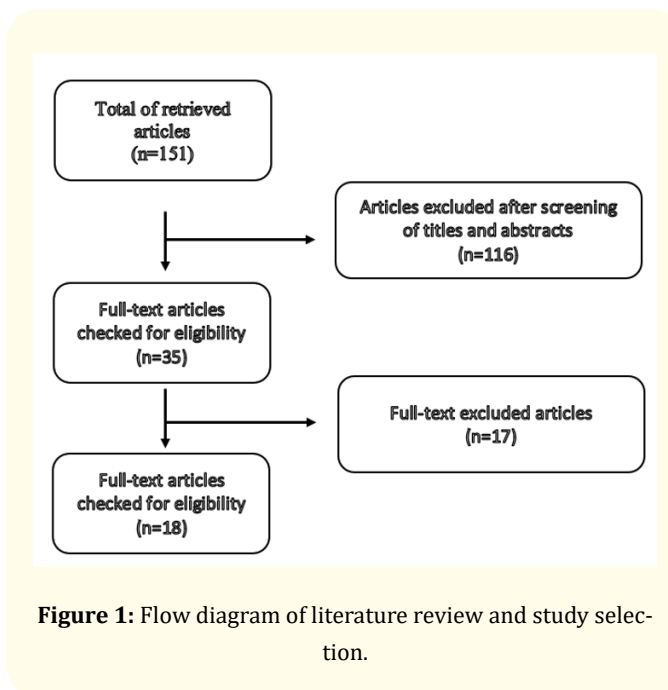 Total of retrieved
articles
(n=151)
Articles excluded after screening
of titles and abstracts
(n=116)
Full-text articles
checked for eligibility
(n=35)
Full-text excluded articles
(n=17)
Full-text articles
checked for eligibility
(n=18)
Figure 1: Flow diagram of literature review and study selec-
tion.